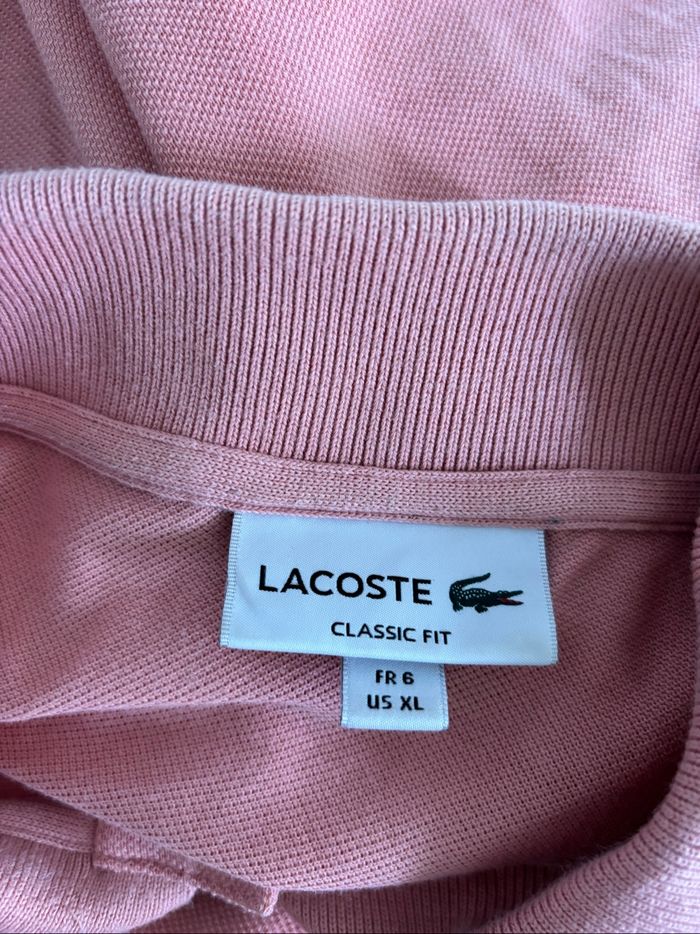 LACOSTE
CLASSIC FIT
FR 6
US XL